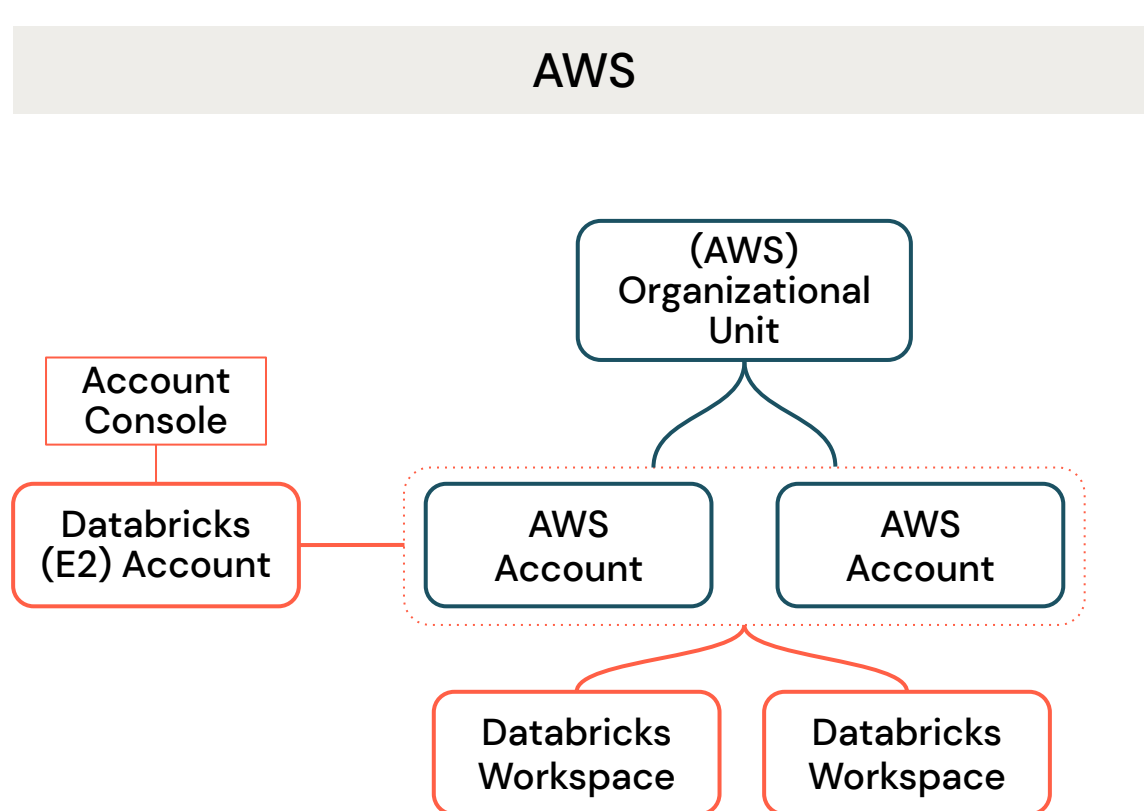 AWS
(AWS)
Organizational
Unit
Account
Console
Databricks
(E2) Account
AWS
Account
AWS
Account
Databricks
Workspace
Databricks
Workspace